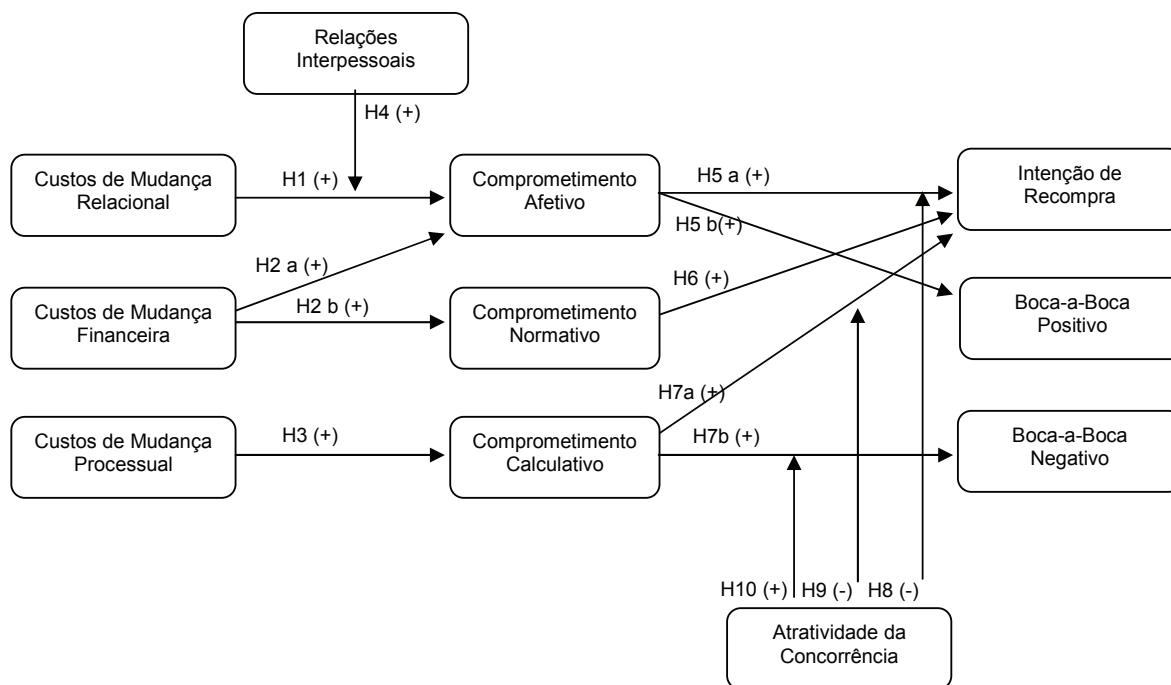 Relações
Interpessoais
H4 (+)
Custos de Mudança
Relacional
H1 (+)
Comprometimento
Afetivo
H5 a (+)
Intenção de
Recompra
H5 b(+)
H2 a (+)
H6 (+)
Custos de Mudança
Financeira
H2 b (+)
Comprometimento
Normativo
Boca-a-Boca
Positivo
H7a (+)
Custos de Mudança
Processual
H3 (+)
Comprometimento
Calculativo
H7b (+)
Boca-a-Boca
Negativo
H10 (+)
H9 (-)
H8 (-)
Atratividade da
Concorrência